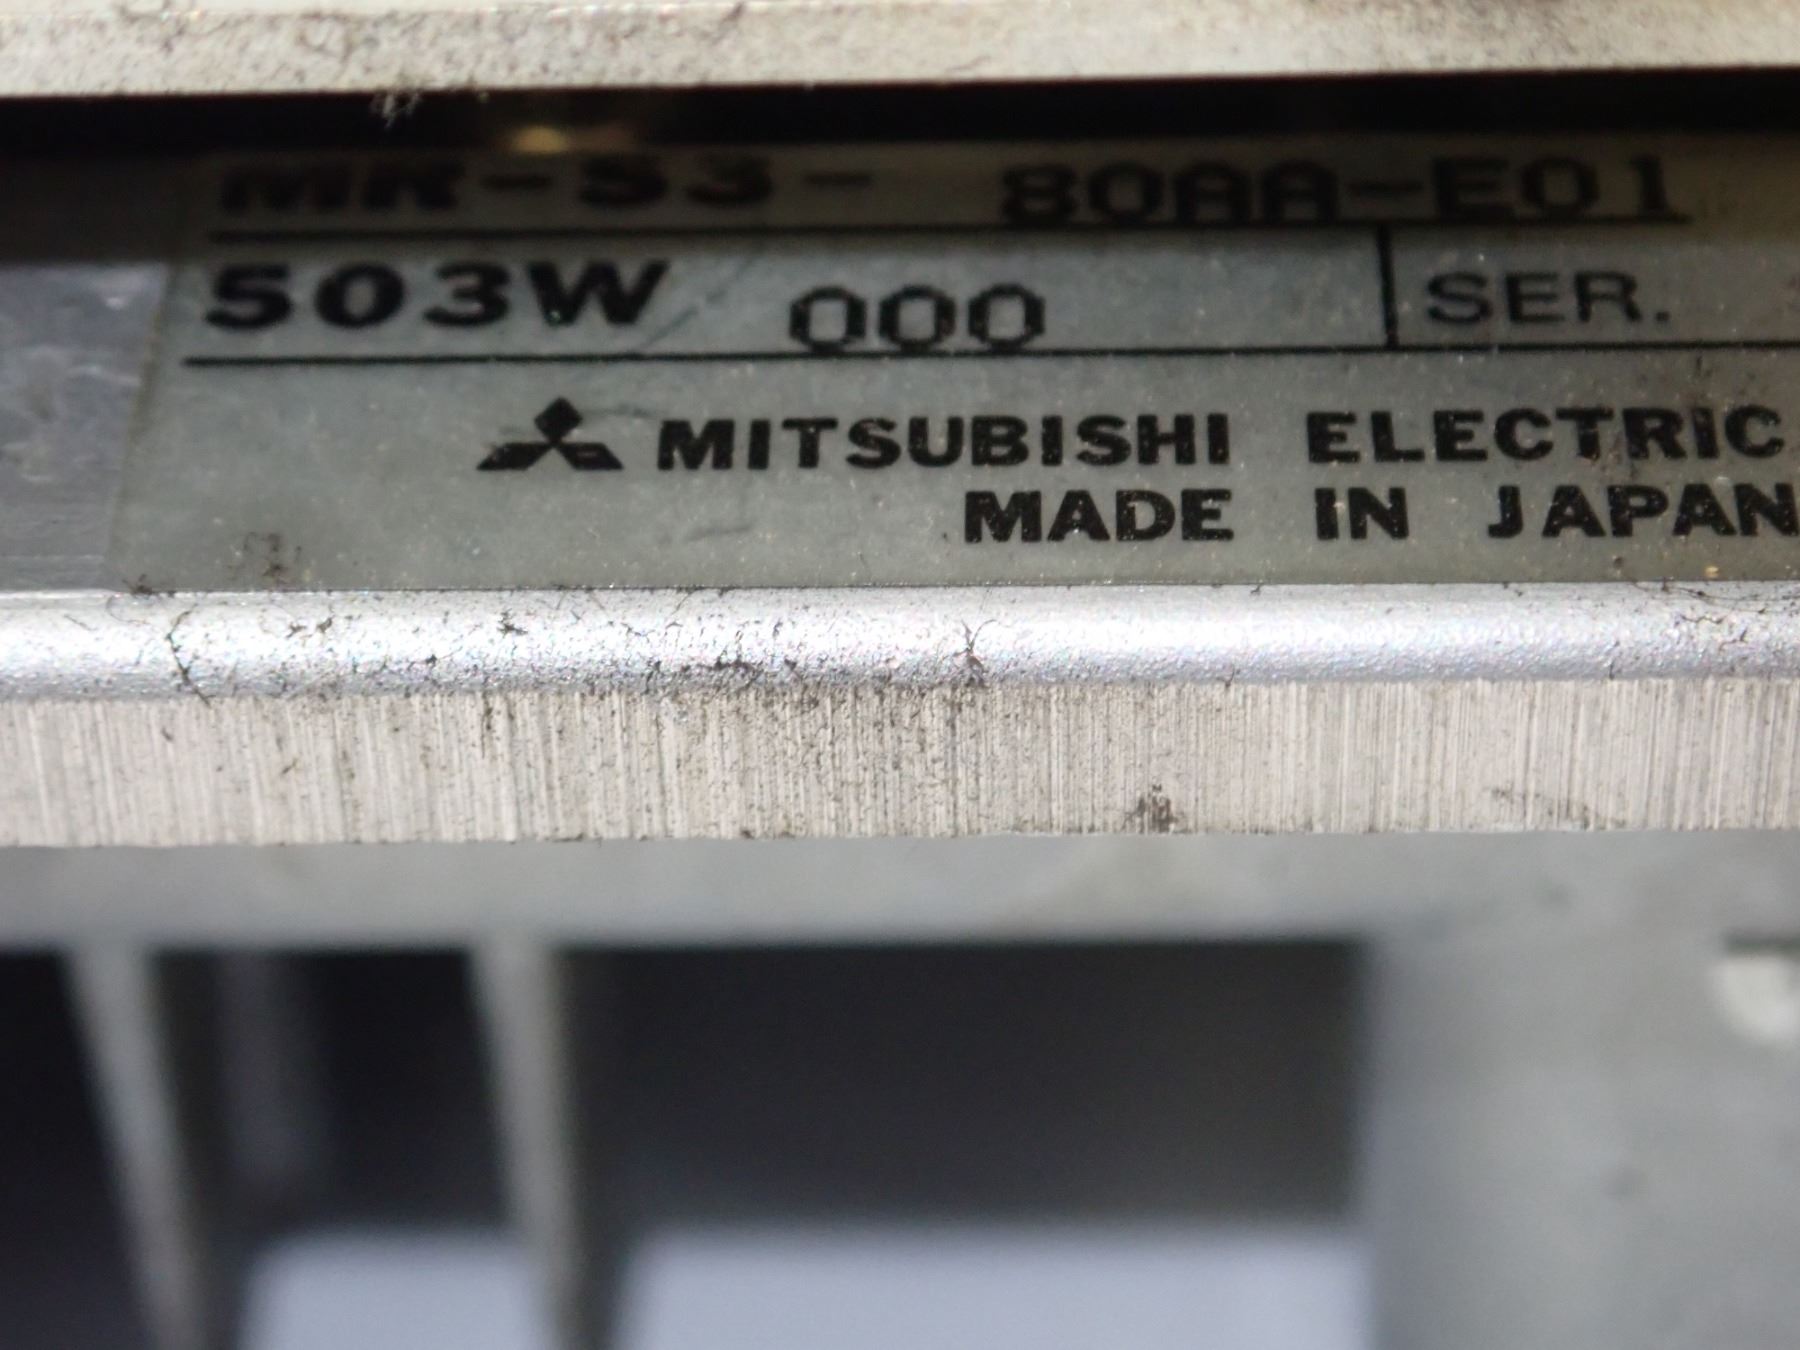 MR-S3- 80AA-E01
503W 000 SER.
MITSUBISHI ELECTRIC
MADE IN JAPAN